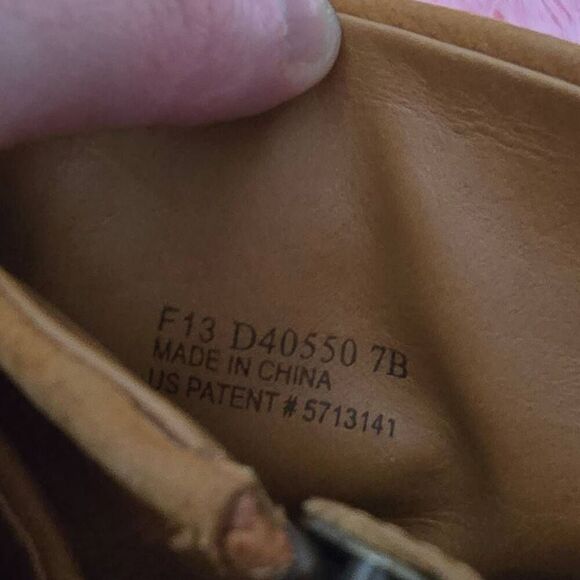 F13 D40550 7B
MADE IN CHINA
US PATENT # 5713141